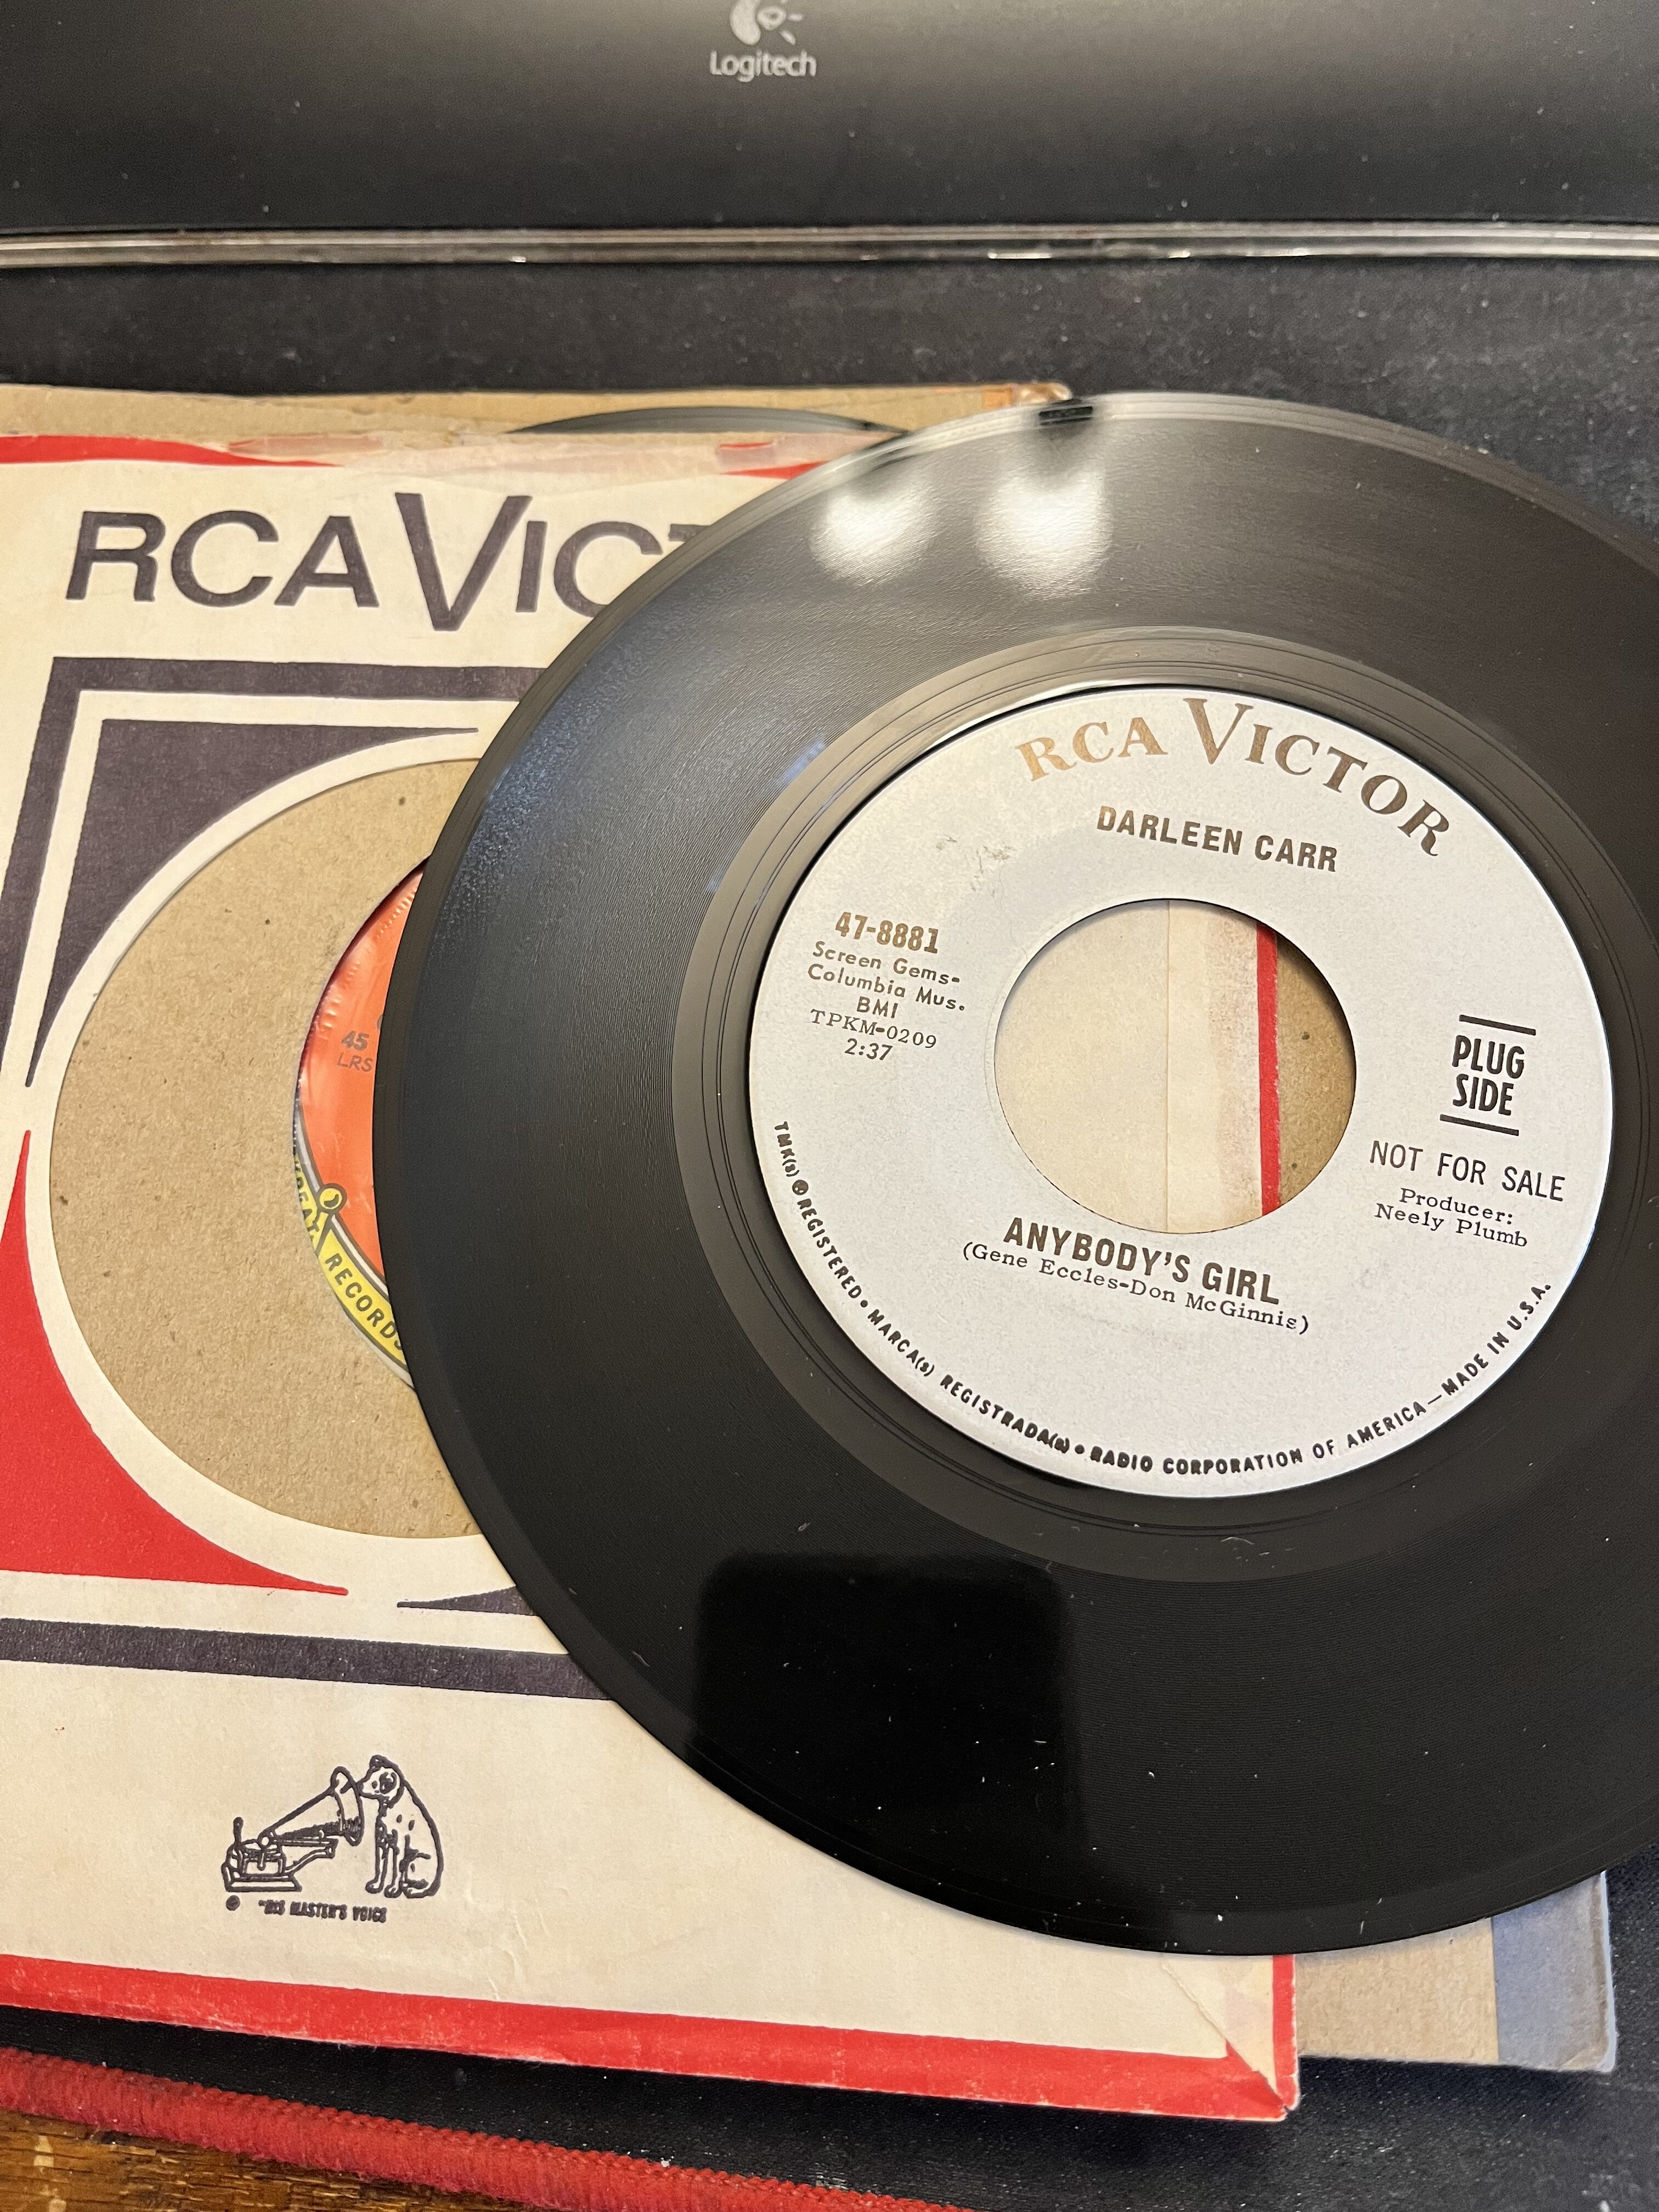 Logitech
RCA VICT
RCA VICTOR
DARLEEN CARR
47-8881
Screen Gems-
Columbia Mus.
BMI
TPKM-0209
2:37
PLUG
SIDE
NOT FOR SALE
Producer:
Neely Plumb
ANYBODY'S GIRL
(Gene Eccles-Don McGinnis)
TMK(s) ® REGISTERED • MARCA(s) REGISTRADA(s) • RADIO CORPORATION OF AMERICA—MADE IN U.S.A.
45
LRS
RECORDS
® "HIS MASTER'S VOICE